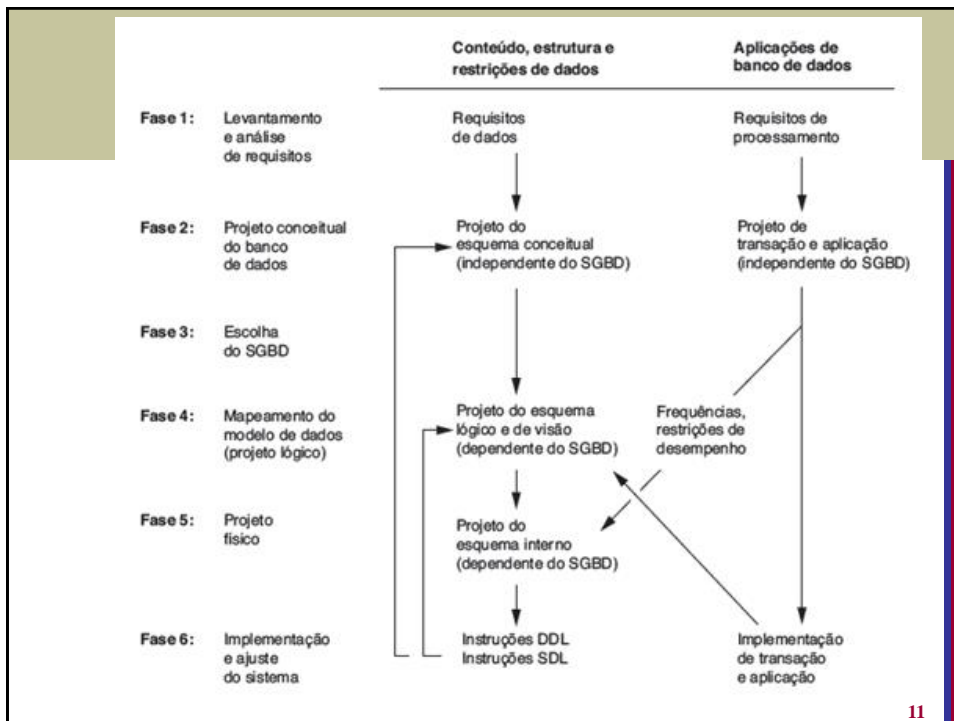 Conteúdo, estrutura e
restrições de dados
Aplicações de
banco de dados
Fase 1:
Levantamento
e análise
de requisitos
Requisitos
de dados
Requisitos de
processamento
Fase 2:
Projeto conceitual
do banco
de dados
Projeto do
esquema conceitual
(independente do SGBD)
Projeto de
transação e aplicação
(independente do SGBD)
Fase 3:
Escolha
do SGBD
Fase 4:
Mapeamento do
modelo de dados
(projeto lógico)
Projeto do esquema
lógico e de visão
(dependente do SGBD)
Frequências,
restrições de
desempenho
Fase 5:
Projeto
físico
Projeto do
esquema interno
(dependente do SGBD)
Fase 6:
Implementação
e ajuste
do sistema
Instruções DDL
Instruções SDL
Implementação
de transação
e aplicação
11